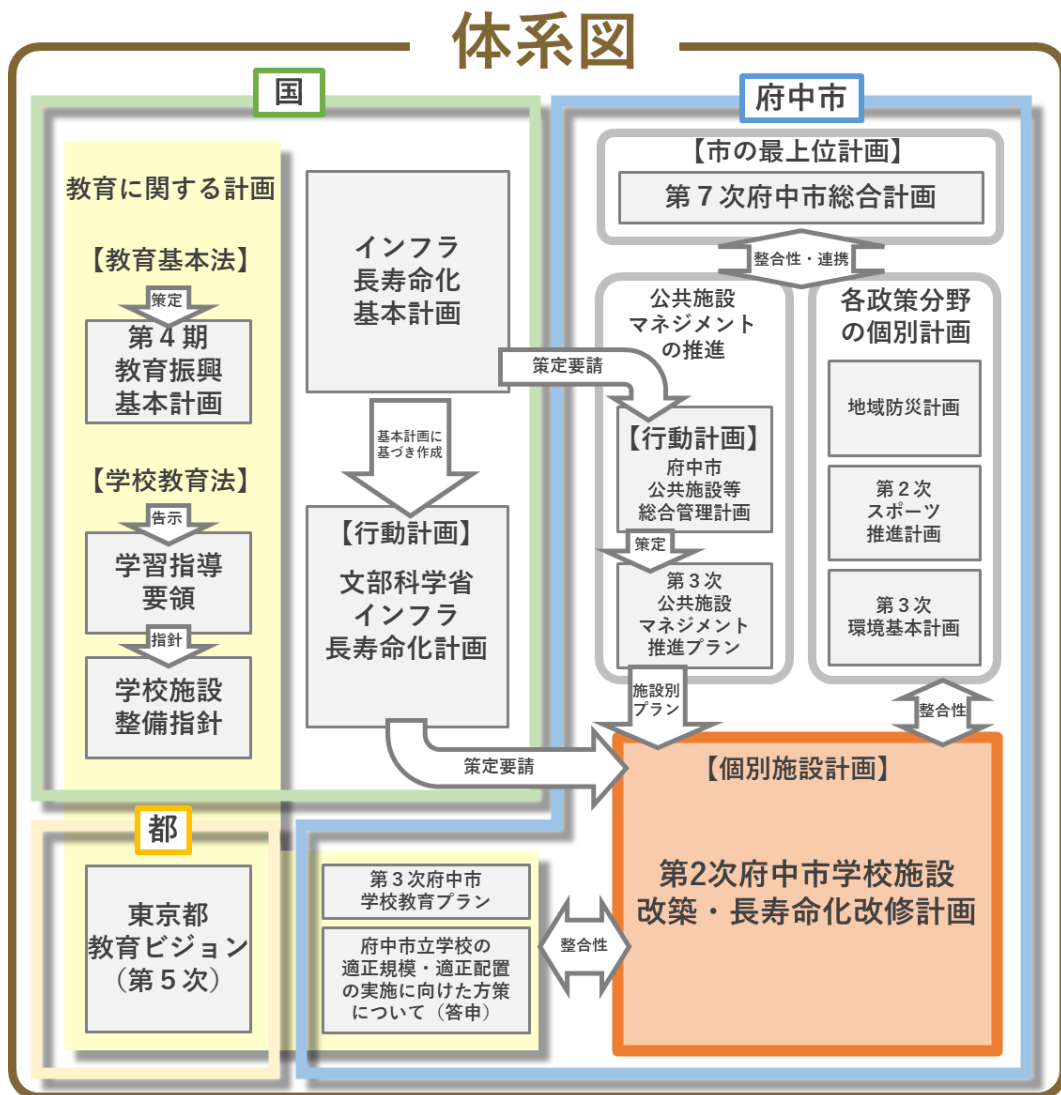 体系図
国
教育に関する計画
【教育基本法】
策定
第４期
教育振興
基本計画
【学校教育法】
告示
学習指導
要領
指針
学校施設
整備指針
インフラ
長寿命化
基本計画
基本計画に
基づき作成
【行動計画】
文部科学省
インフラ
長寿命化計画
策定要請
策定要請
府中市
【市の最上位計画】
第７次府中市総合計画
整合性・連携
公共施設
マネジメント
の推進
【行動計画】
府中市
公共施設等
総合管理計画
策定
第３次
公共施設
マネジメント
推進プラン
施設別
プラン
各政策分野
の個別計画
地域防災計画
第２次
スポーツ
推進計画
第３次
環境基本計画
整合性
【個別施設計画】
第2次府中市学校施設
改築・長寿命化改修計画
都
東京都
教育ビジョン
（第５次）
第３次府中市
学校教育プラン
府中市立学校の
適正規模・適正配置
の実施に向けた方策
について（答申）
整合性